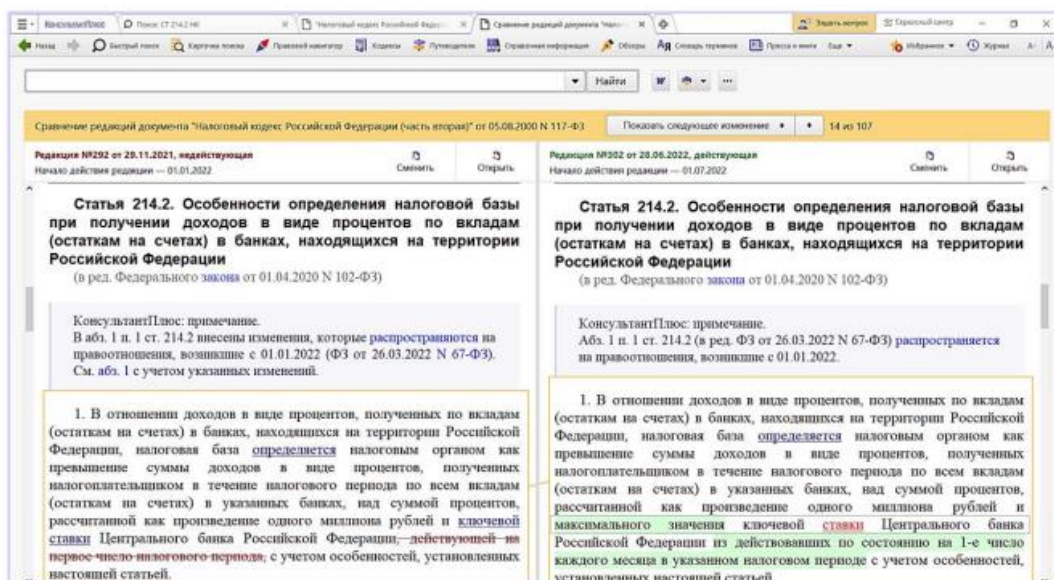 КонсультантПлюс
Поиск: СТ 214.2 НК
"Налоговый кодекс Российской Федер
Сравнение редакций документа "Нало
Задать вопрос
Сервисный центр
Назад
Быстрый поиск
Карточка поиска
Правовой навигатор
Кодексы
Путеводители
Справочная информация
Обзоры
Словарь терминов
Пресса и книги
Еще
Избранное
Журнал
Найти
W
Сравнение редакций документа "Налоговый кодекс Российской Федерации (часть вторая)" от 05.08.2000 N 117-ФЗ
Показать следующее изменение
14 из 107
Редакция №292 от 29.11.2021, недействующая
Начало действия редакции — 01.01.2022
Сменить
Открыть
Статья 214.2. Особенности определения налоговой базы
при получении доходов в виде процентов по вкладам
(остаткам на счетах) в банках, находящихся на территории
Российской Федерации
(в ред. Федерального закона от 01.04.2020 N 102-ФЗ)
КонсультантПлюс: примечание.
В абз. 1 п. 1 ст. 214.2 внесены изменения, которые распространяются на
правоотношения, возникшие с 01.01.2022 (ФЗ от 26.03.2022 N 67-ФЗ).
См. абз. 1 с учетом указанных изменений.
1. В отношении доходов в виде процентов, полученных по вкладам
(остаткам на счетах) в банках, находящихся на территории Российской
Федерации, налоговая база определяется налоговым органом как
превышение суммы доходов в виде процентов, полученных
налогоплательщиком в течение налогового периода по всем вкладам
(остаткам на счетах) в указанных банках, над суммой процентов,
рассчитанной как произведение одного миллиона рублей и ключевой
ставки Центрального банка Российской Федерации, действующей на
первое число налогового периода, с учетом особенностей, установленных
настоящей статьей.
Редакция №302 от 28.06.2022, действующая
Начало действия редакции — 01.07.2022
Сменить
Открыть
Статья 214.2. Особенности определения налоговой базы
при получении доходов в виде процентов по вкладам
(остаткам на счетах) в банках, находящихся на территории
Российской Федерации
(в ред. Федерального закона от 01.04.2020 N 102-ФЗ)
КонсультантПлюс: примечание.
Абз. 1 п. 1 ст. 214.2 (в ред. ФЗ от 26.03.2022 N 67-ФЗ) распространяется
на правоотношения, возникшие с 01.01.2022.
1. В отношении доходов в виде процентов, полученных по вкладам
(остаткам на счетах) в банках, находящихся на территории Российской
Федерации, налоговая база определяется налоговым органом как
превышение суммы доходов в виде процентов, полученных
налогоплательщиком в течение налогового периода по всем вкладам
(остаткам на счетах) в указанных банках, над суммой процентов,
рассчитанной как произведение одного миллиона рублей и
максимального значения ключевой ставки Центрального банка
Российской Федерации из действовавших по состоянию на 1-е число
каждого месяца в указанном налоговом периоде с учетом особенностей,
установленных настоящей статьей.